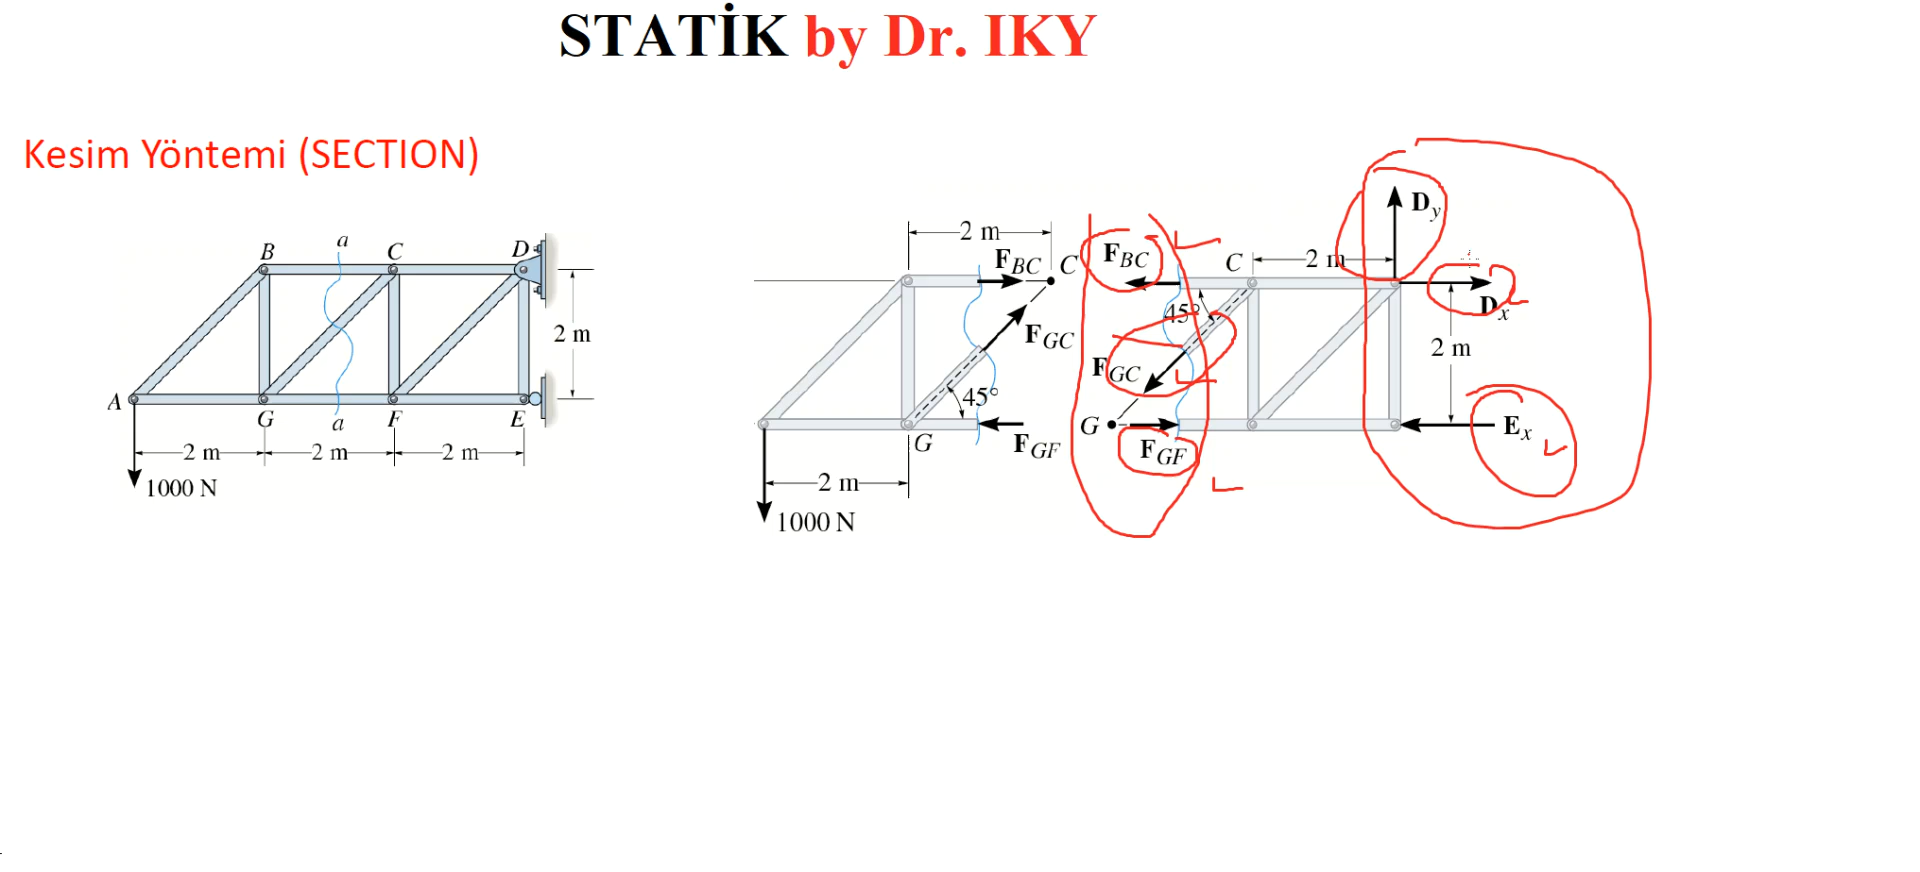 STATİK by Dr. IKY
Kesim Yöntemi (SECTION)
B a C D
2 m
A G a F E
2 m 2 m 2 m
1000 N
2 m
F_BC C
F_GC
45°
G F_GF
2 m
1000 N
D_y
F_BC C 2 m
D_x
45°
2 m
F_GC
G F_GF E_x